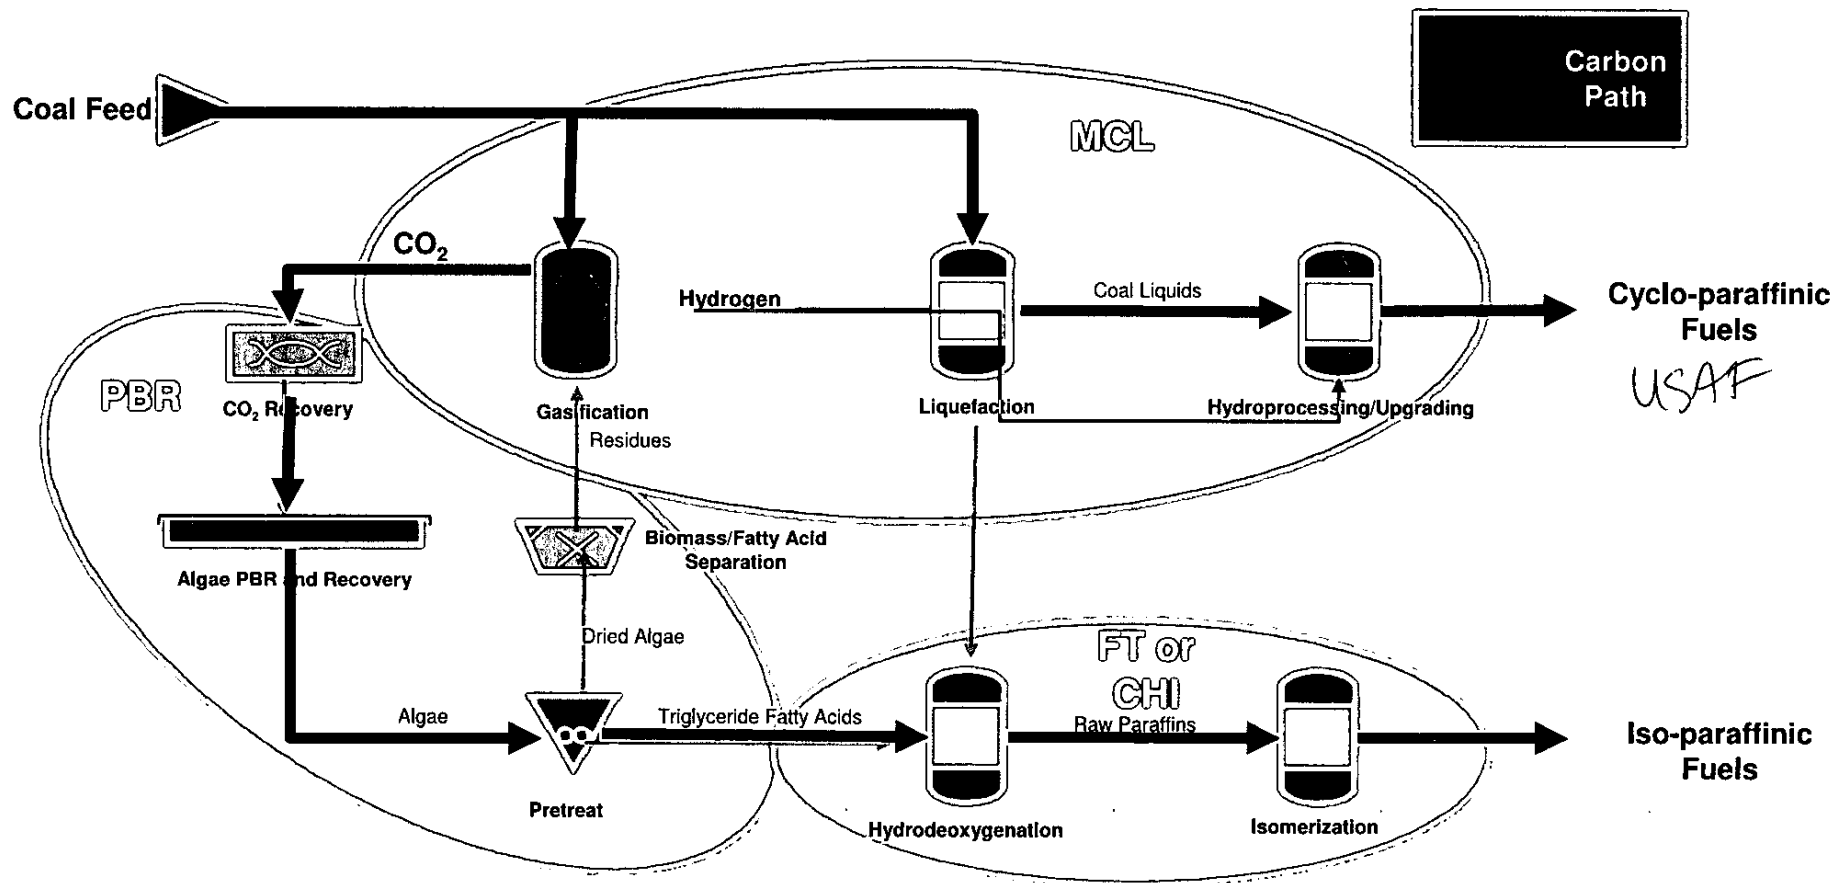 Carbon
Path
Coal Feed
MCL
CO₂
Hydrogen
Coal Liquids
Cyclo-paraffinic
Fuels
USAF
PBR
CO₂ Recovery
Gasification
Liquefaction
Hydroprocessing/Upgrading
Residues
Biomass/Fatty Acid
Separation
Algae PBR and Recovery
Dried Algae
FT or
CHI
Algae
Triglyceride Fatty Acids
Raw Paraffins
Iso-paraffinic
Fuels
Pretreat
Hydrodeoxygenation
Isomerization